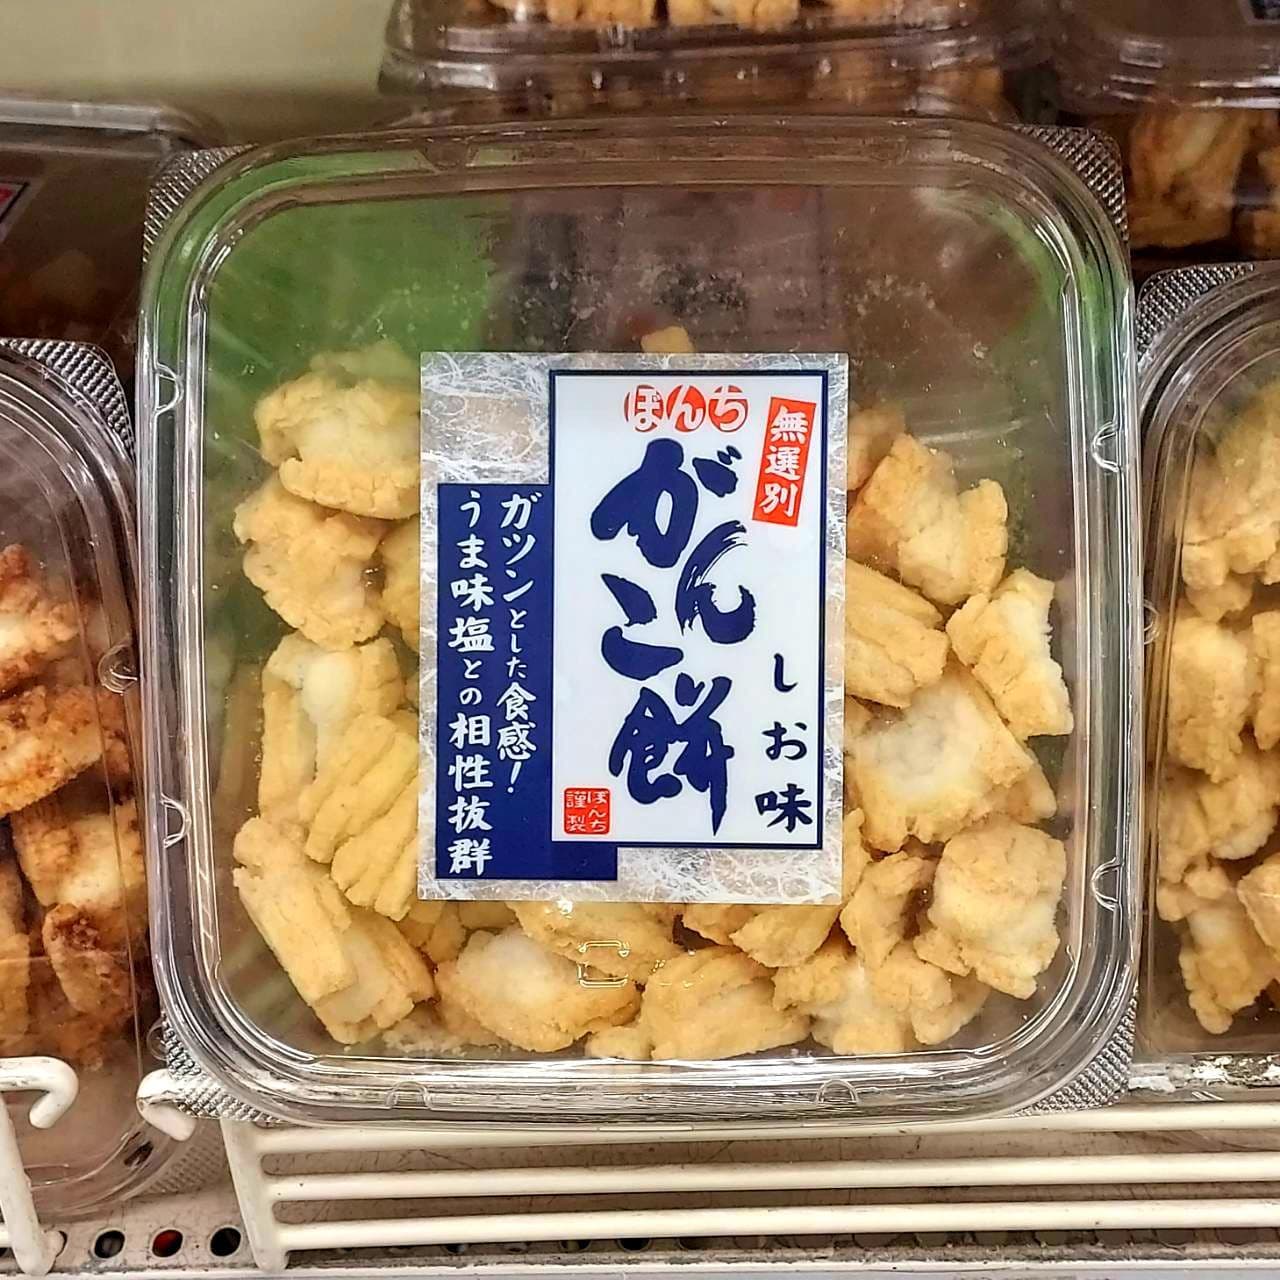 ぼんち
無選別
がんこ餅
しお味
ガツンとした食感!
うま味塩との相性抜群
ぼんち
謹製